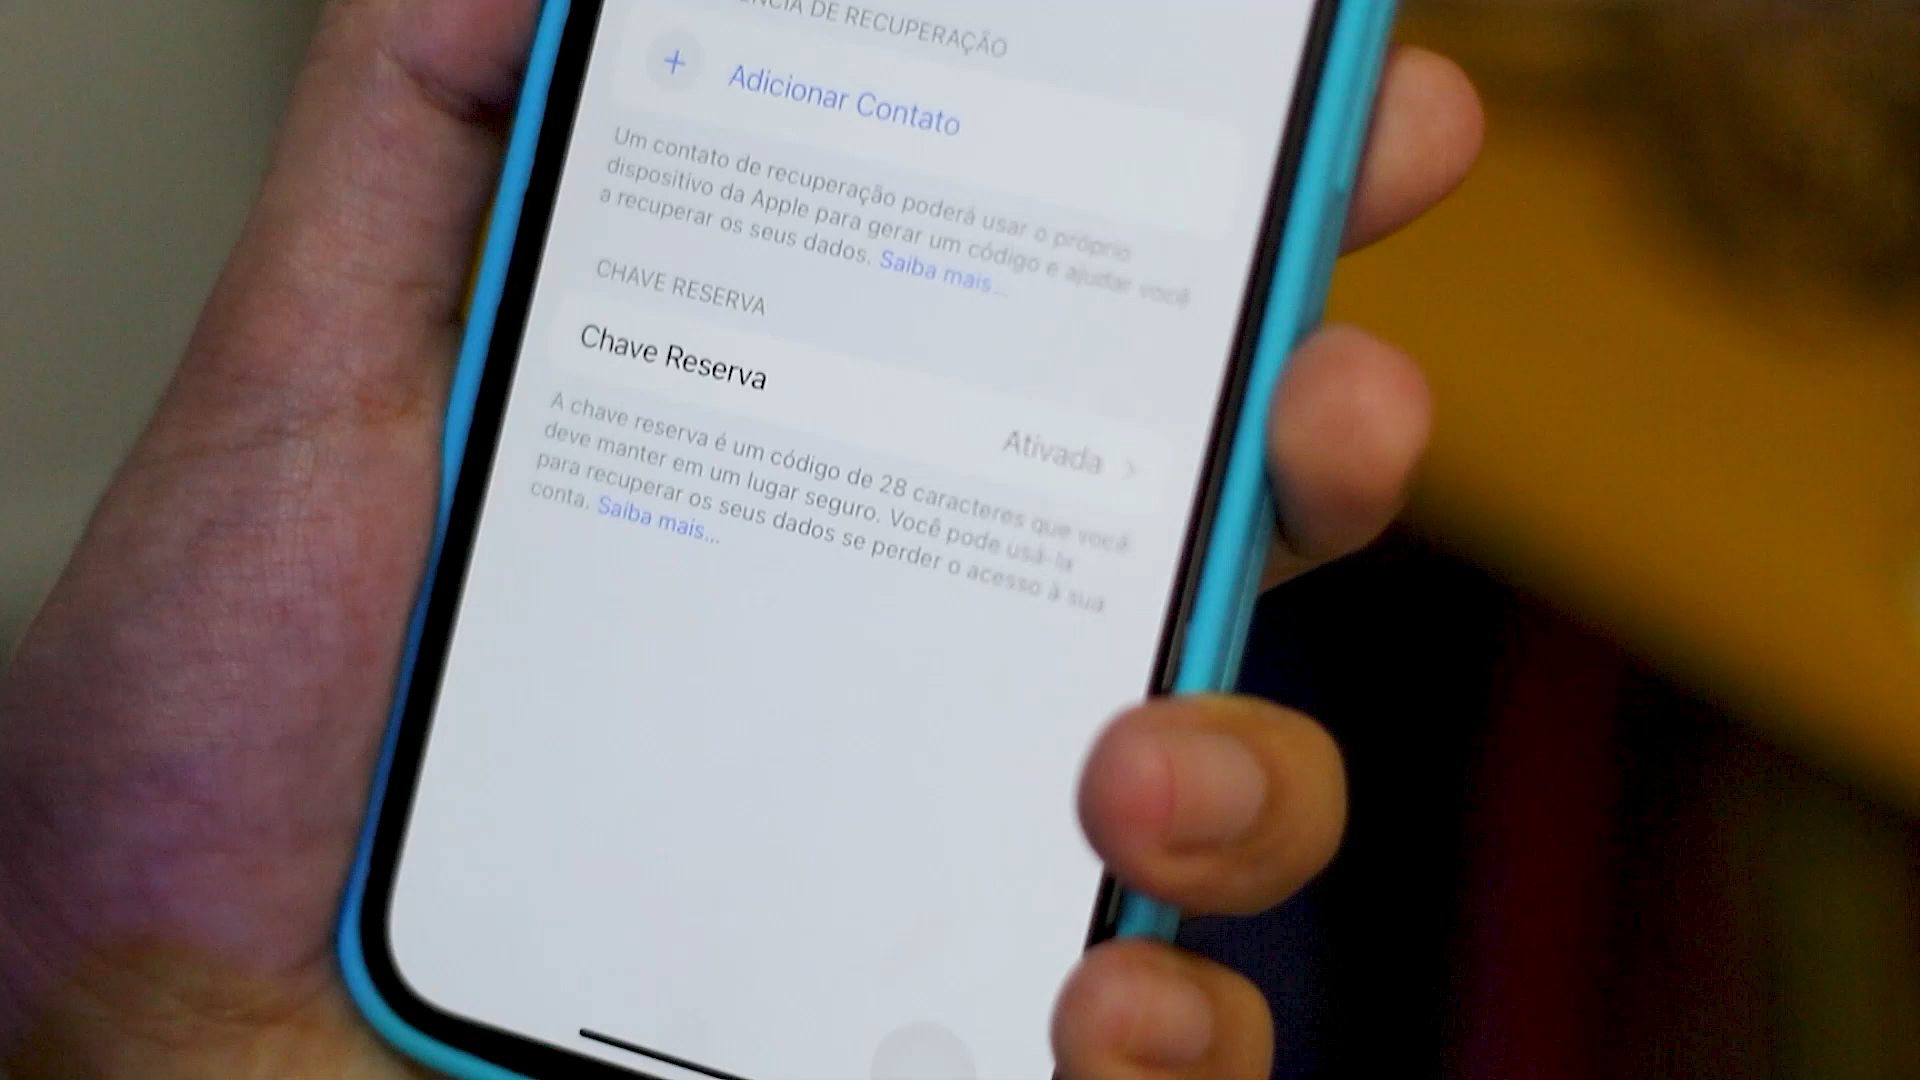 DE RECUPERAÇÃO
+ Adicionar Contato
Um contato de recuperação poderá usar o próprio
dispositivo da Apple para gerar um código e ajudar você
a recuperar os seus dados. Saiba mais...
CHAVE RESERVA
Chave Reserva
Ativada >
A chave reserva é um código de 28 caracteres que você
deve manter em um lugar seguro. Você pode usá-la
para recuperar os seus dados se perder o acesso à sua
conta. Saiba mais...